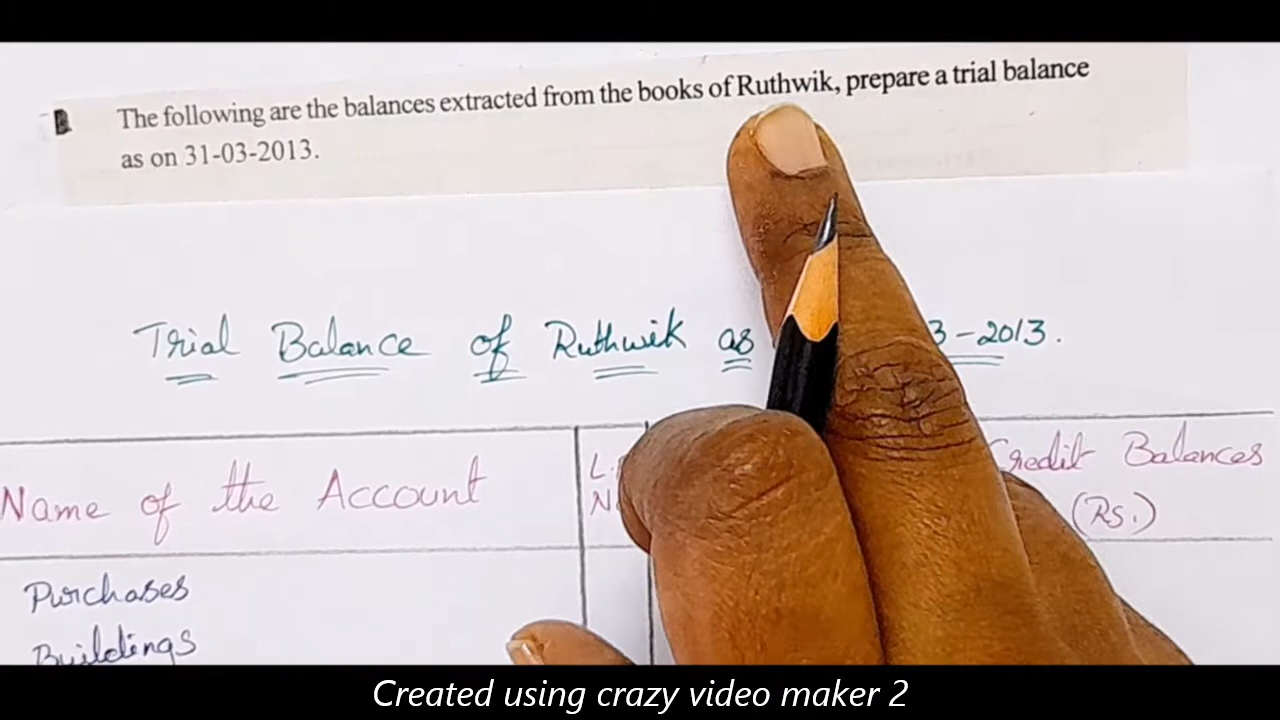 The following are the balances extracted from the books of Ruthwik, prepare a trial balance
as on 31-03-2013.
Trial Balance of Ruthwik as 3-2013.
Name of the Account L. Credit Balances
N (Rs.)
Purchases
Buildings
Created using crazy video maker 2